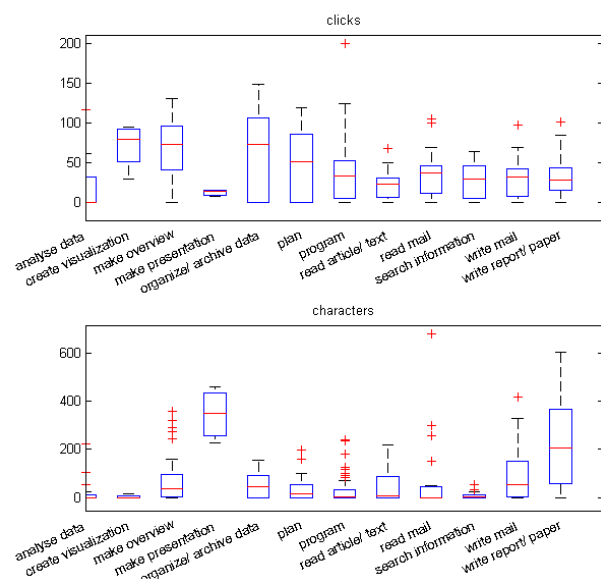 clicks
200
150
100
50
0
analyse data
create visualization
make overview
make presentation
organize/ archive data
plan
program
read article/ text
read mail
search information
write mail
write report/ paper
characters
600
400
200
0
analyse data
create visualization
make overview
make presentation
organize/ archive data
plan
program
read article/ text
read mail
search information
write mail
write report/ paper